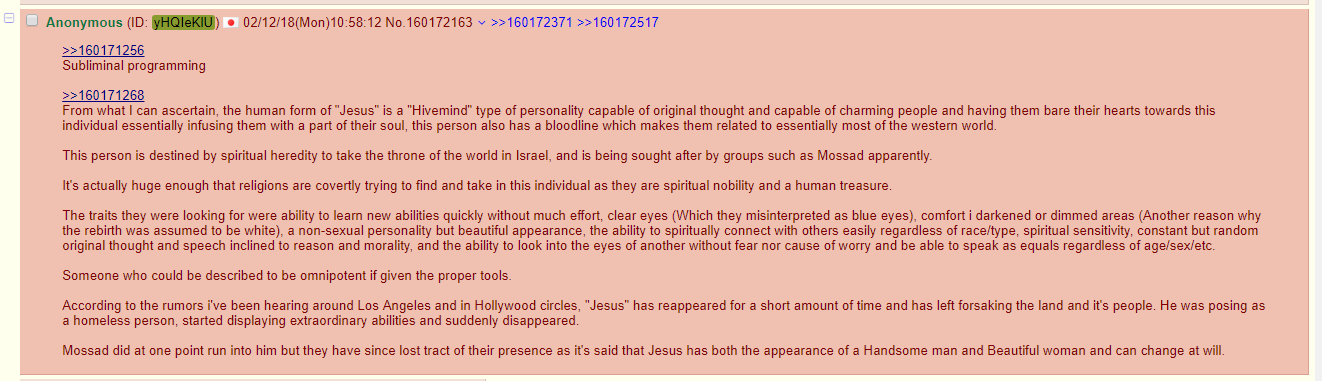 Anonymous (ID: yHQIeKIU) 02/12/18(Mon)10:58:12 No.160172163 >>160172371 >>160172517
>>160171256
Subliminal programming
>>160171268
From what I can ascertain, the human form of "Jesus" is a "Hivemind" type of personality capable of original thought and capable of charming people and having them bare their hearts towards this
individual essentially infusing them with a part of their soul, this person also has a bloodline which makes them related to essentially most of the western world.
This person is destined by spiritual heredity to take the throne of the world in Israel, and is being sought after by groups such as Mossad apparently.
It's actually huge enough that religions are covertly trying to find and take in this individual as they are spiritual nobility and a human treasure.
The traits they were looking for were ability to learn new abilities quickly without much effort, clear eyes (Which they misinterpreted as blue eyes), comfort i darkened or dimmed areas (Another reason why
the rebirth was assumed to be white), a non-sexual personality but beautiful appearance, the ability to spiritually connect with others easily regardless of race/type, spiritual sensitivity, constant but random
original thought and speech inclined to reason and morality, and the ability to look into the eyes of another without fear nor cause of worry and be able to speak as equals regardless of age/sex/etc.
Someone who could be described to be omnipotent if given the proper tools.
According to the rumors i've been hearing around Los Angeles and in Hollywood circles, "Jesus" has reappeared for a short amount of time and has left forsaking the land and it's people. He was posing as
a homeless person, started displaying extraordinary abilities and suddenly disappeared.
Mossad did at one point run into him but they have since lost tract of their presence as it's said that Jesus has both the appearance of a Handsome man and Beautiful woman and can change at will.